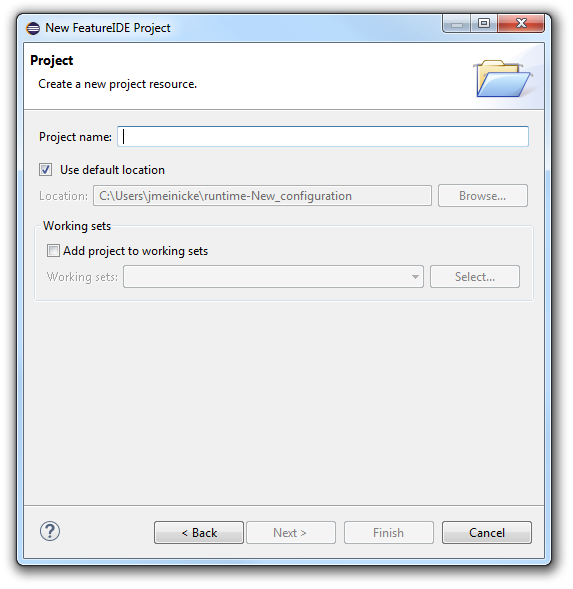 New FeatureIDE Project
Project
Create a new project resource.
Project name:
Use default location
Location: C:\Users\jmeinicke\runtime-New_configuration Browse...
Working sets
Add project to working sets
Working sets: Select...
? < Back Next > Finish Cancel